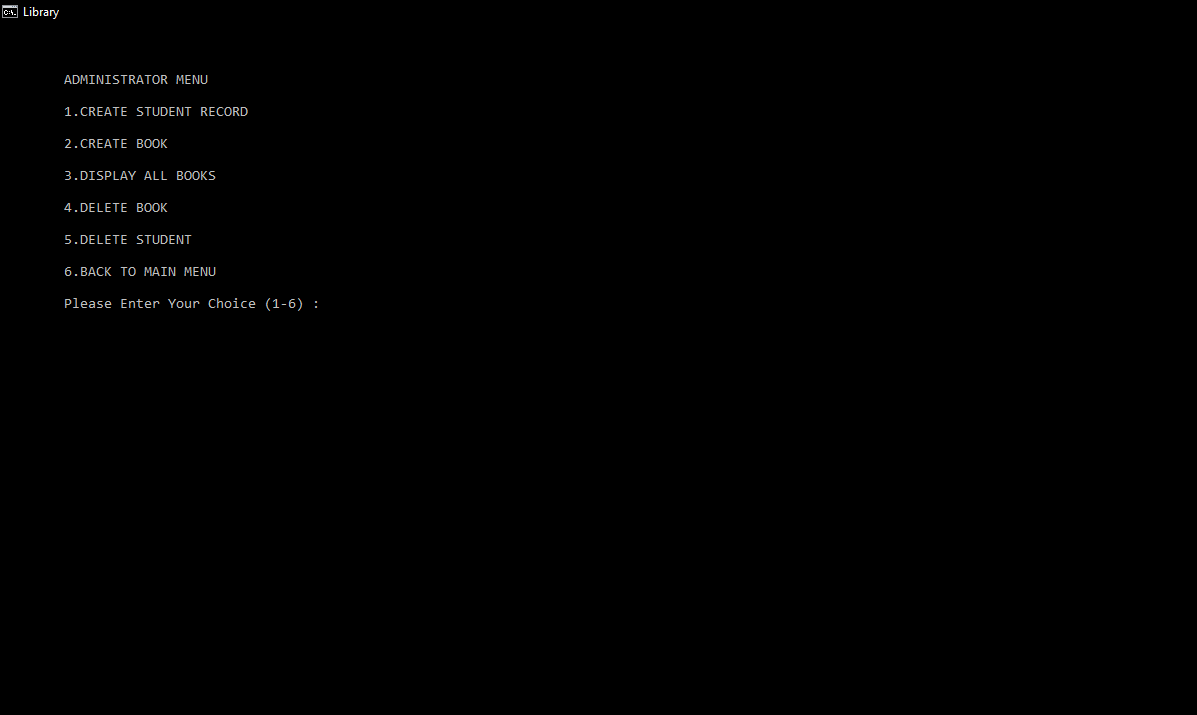 Library
ADMINISTRATOR MENU
1.CREATE STUDENT RECORD
2.CREATE BOOK
3.DISPLAY ALL BOOKS
4.DELETE BOOK
5.DELETE STUDENT
6.BACK TO MAIN MENU
Please Enter Your Choice (1-6) :